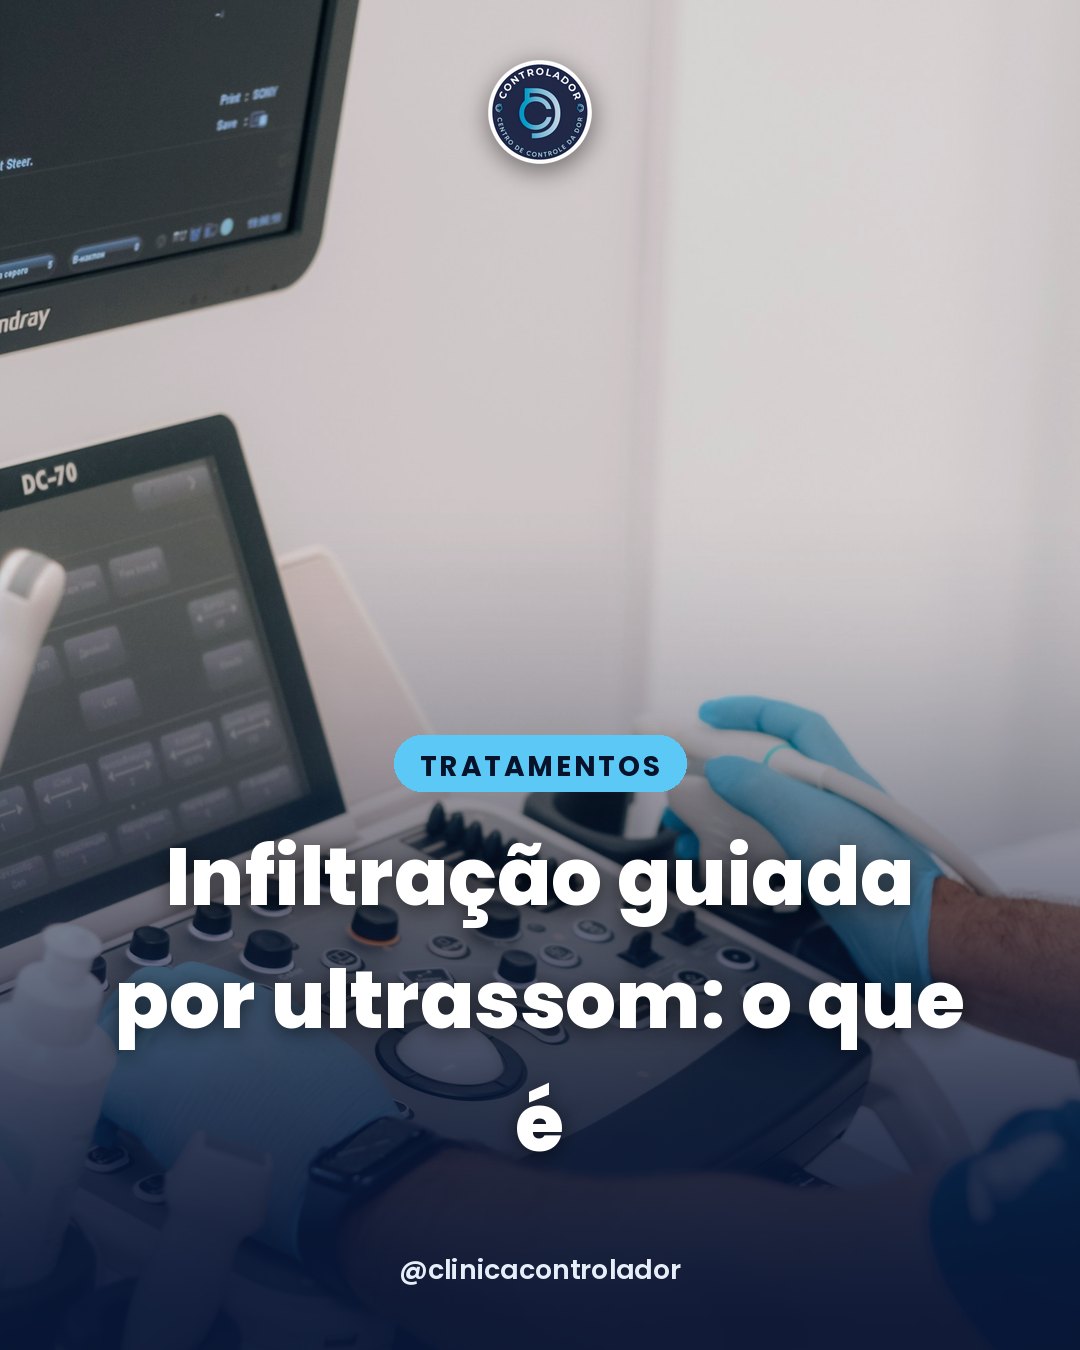 Print : SONY
Save :
t Steer.
ndray
CONTROLADOR
CENTRO DE CONTROLE DA DOR
DC-70
TRATAMENTOS
Infiltração guiada
por ultrassom: o que
é
@clinicacontrolador